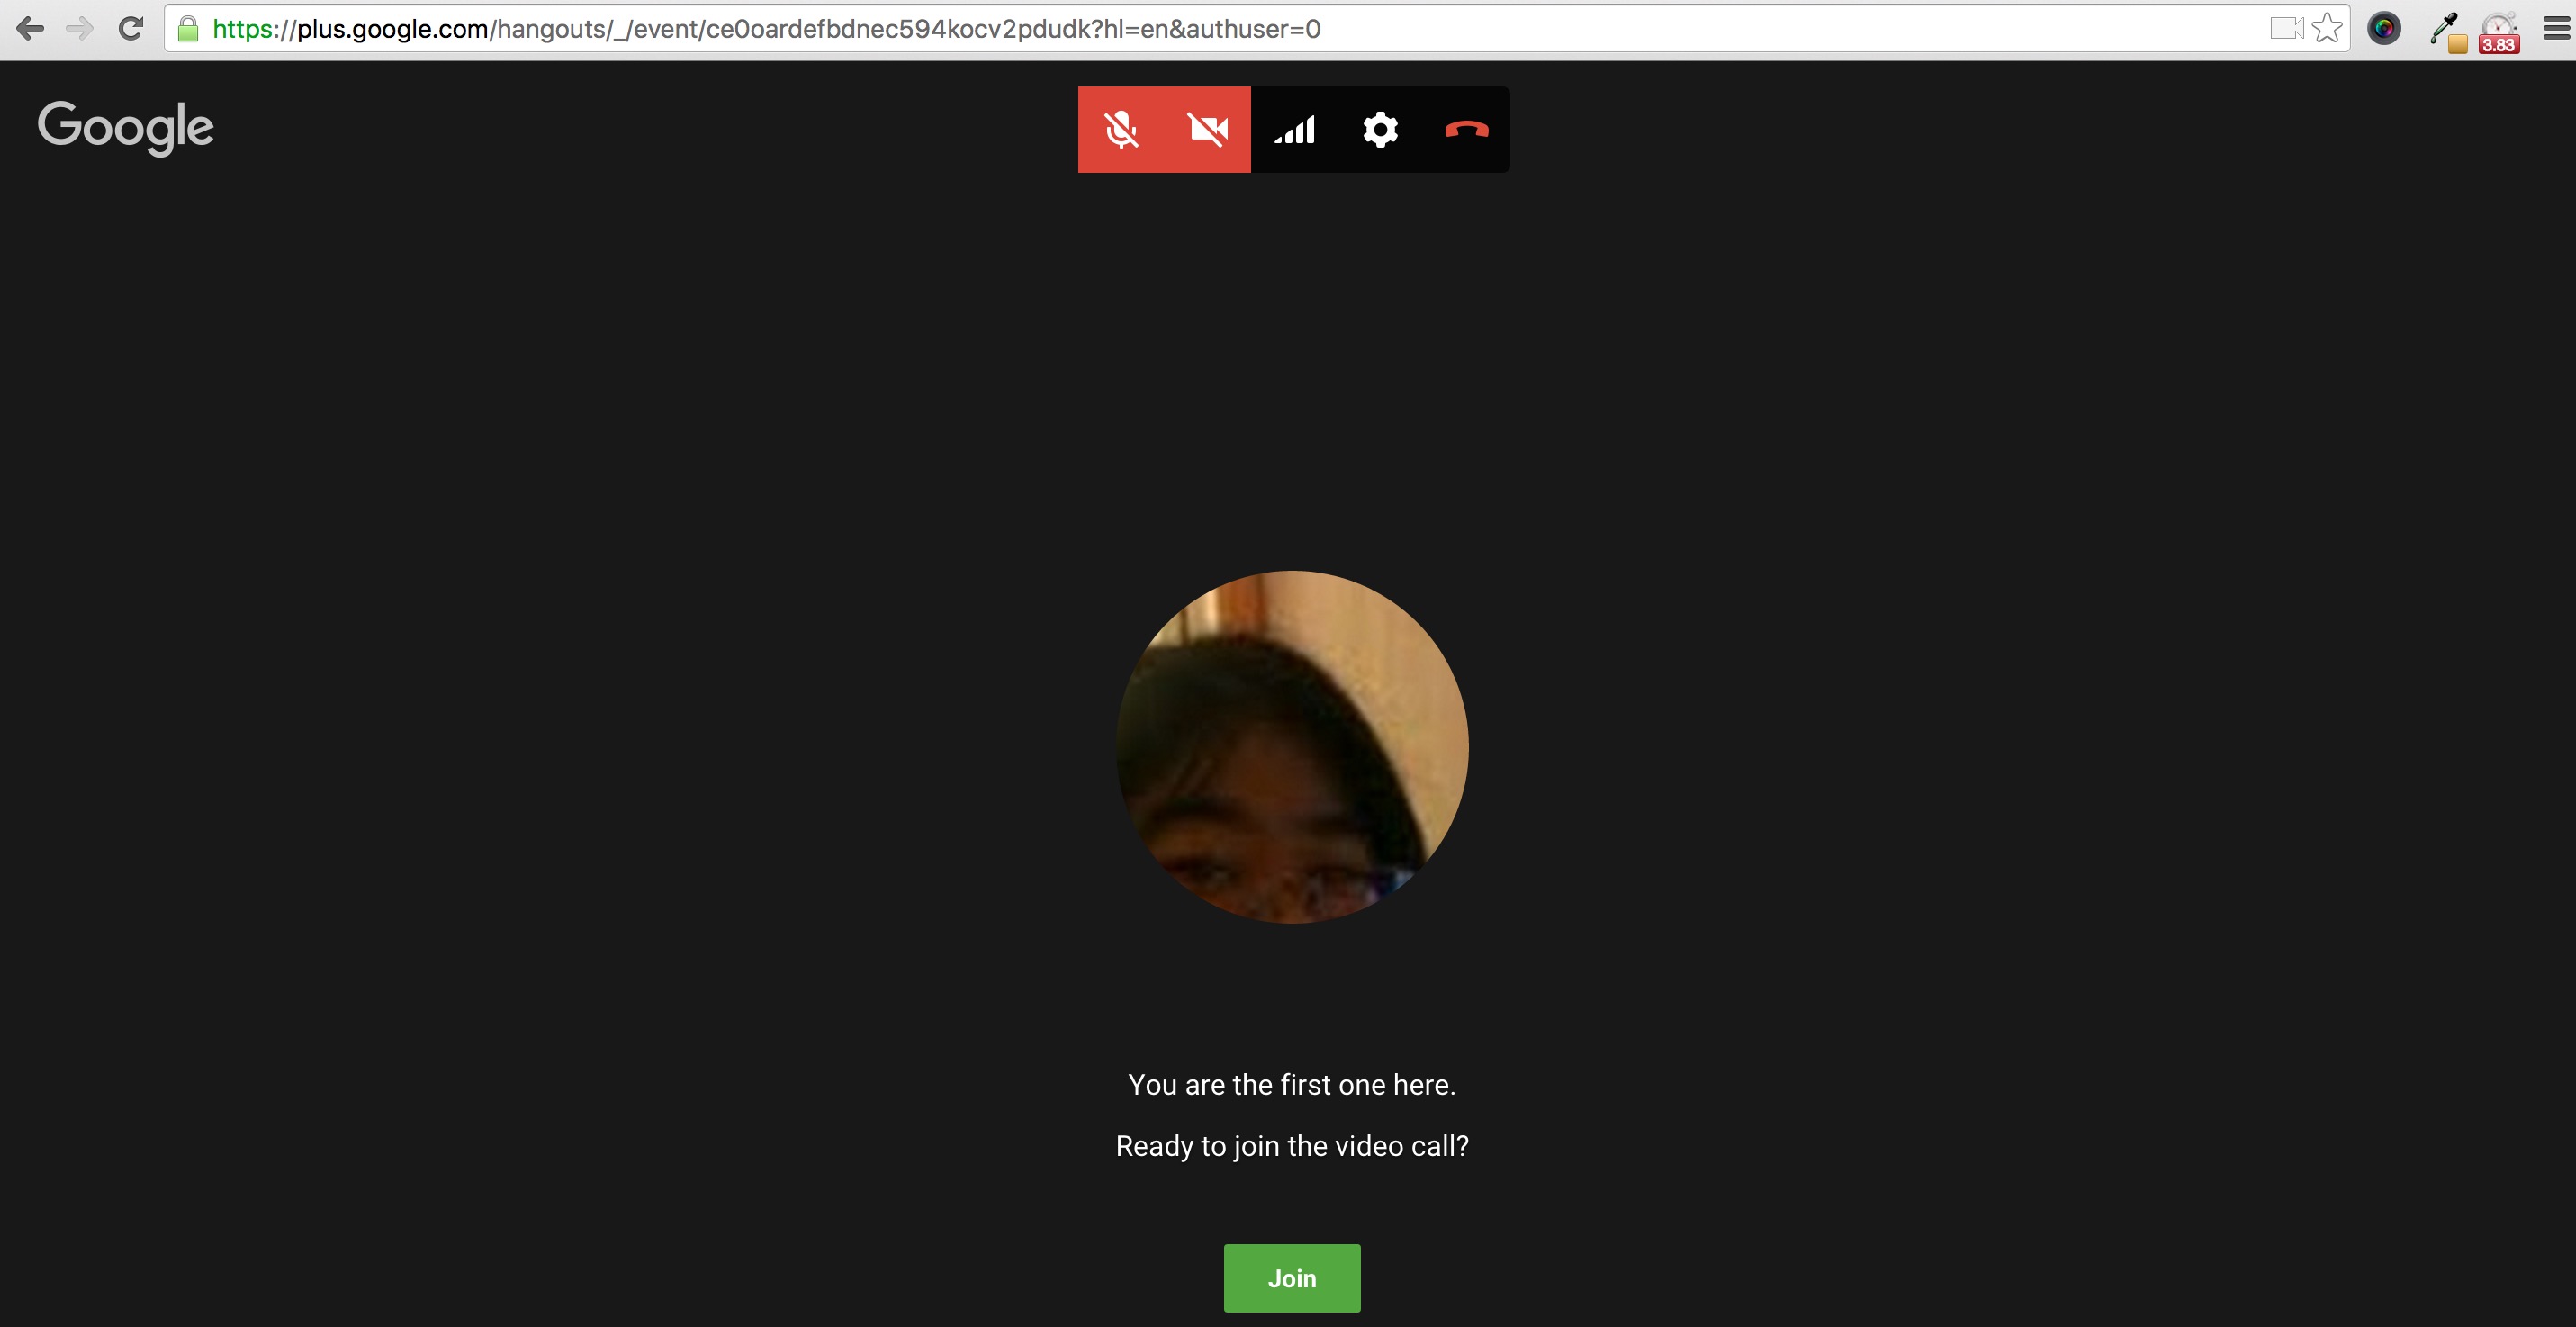 https://plus.google.com/hangouts/_/event/ce0oardefbdnec594kocv2pdudk?hl=en&authuser=0
3.83
Google
You are the first one here.
Ready to join the video call?
Join